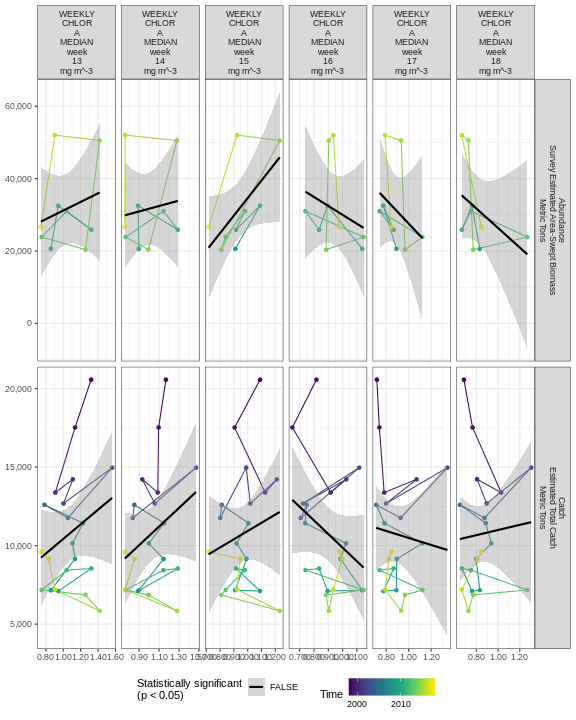 WEEKLY
CHLOR
A
MEDIAN
week
13
mg m^-3
WEEKLY
CHLOR
A
MEDIAN
week
14
mg m^-3
WEEKLY
CHLOR
A
MEDIAN
week
15
mg m^-3
WEEKLY
CHLOR
A
MEDIAN
week
16
mg m^-3
WEEKLY
CHLOR
A
MEDIAN
week
17
mg m^-3
WEEKLY
CHLOR
A
MEDIAN
week
18
mg m^-3
60,000
40,000
20,000
0
Abundance
Survey Estimated Area-Swept Biomass
Metric Tons
20,000
15,000
10,000
5,000
Catch
Estimated Total Catch
Metric Tons
0.80 1.00 1.20 1.40 1.60
0.90 1.10 1.30
0.80 1.00 1.20
0.80 1.00 1.20
Statistically significant
(p < 0.05)
FALSE
Time
2000 2010